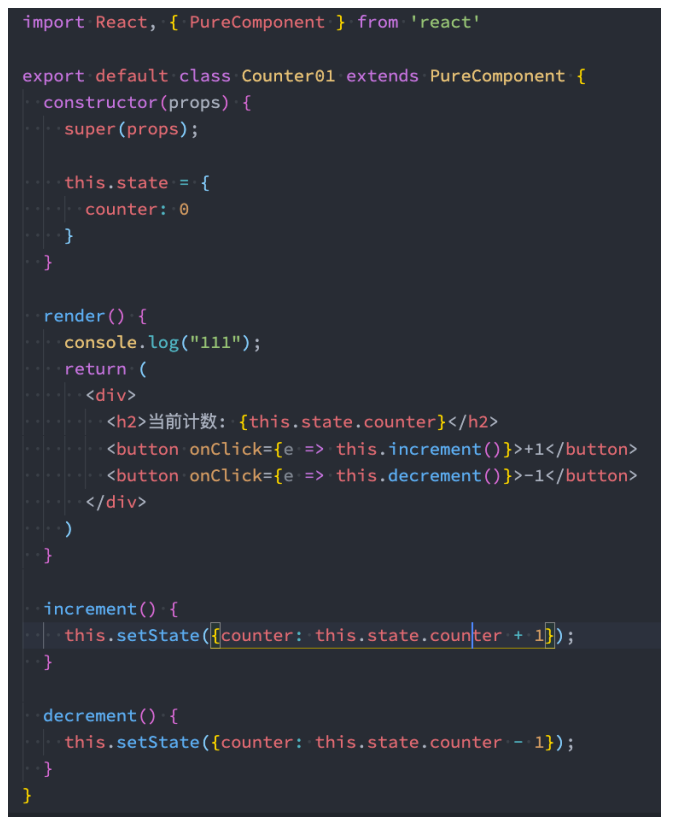 import React, { PureComponent } from 'react'
export default class Counter01 extends PureComponent {
  constructor(props) {
    super(props);
    this.state = {
      counter: 0
    }
  }
  render() {
    console.log("111");
    return (
      <div>
        <h2>当前计数: {this.state.counter}</h2>
        <button onClick={e => this.increment()}>+1</button>
        <button onClick={e => this.decrement()}>-1</button>
      </div>
    )
  }
  increment() {
    this.setState({counter: this.state.counter + 1});
  }
  decrement() {
    this.setState({counter: this.state.counter - 1});
  }
}